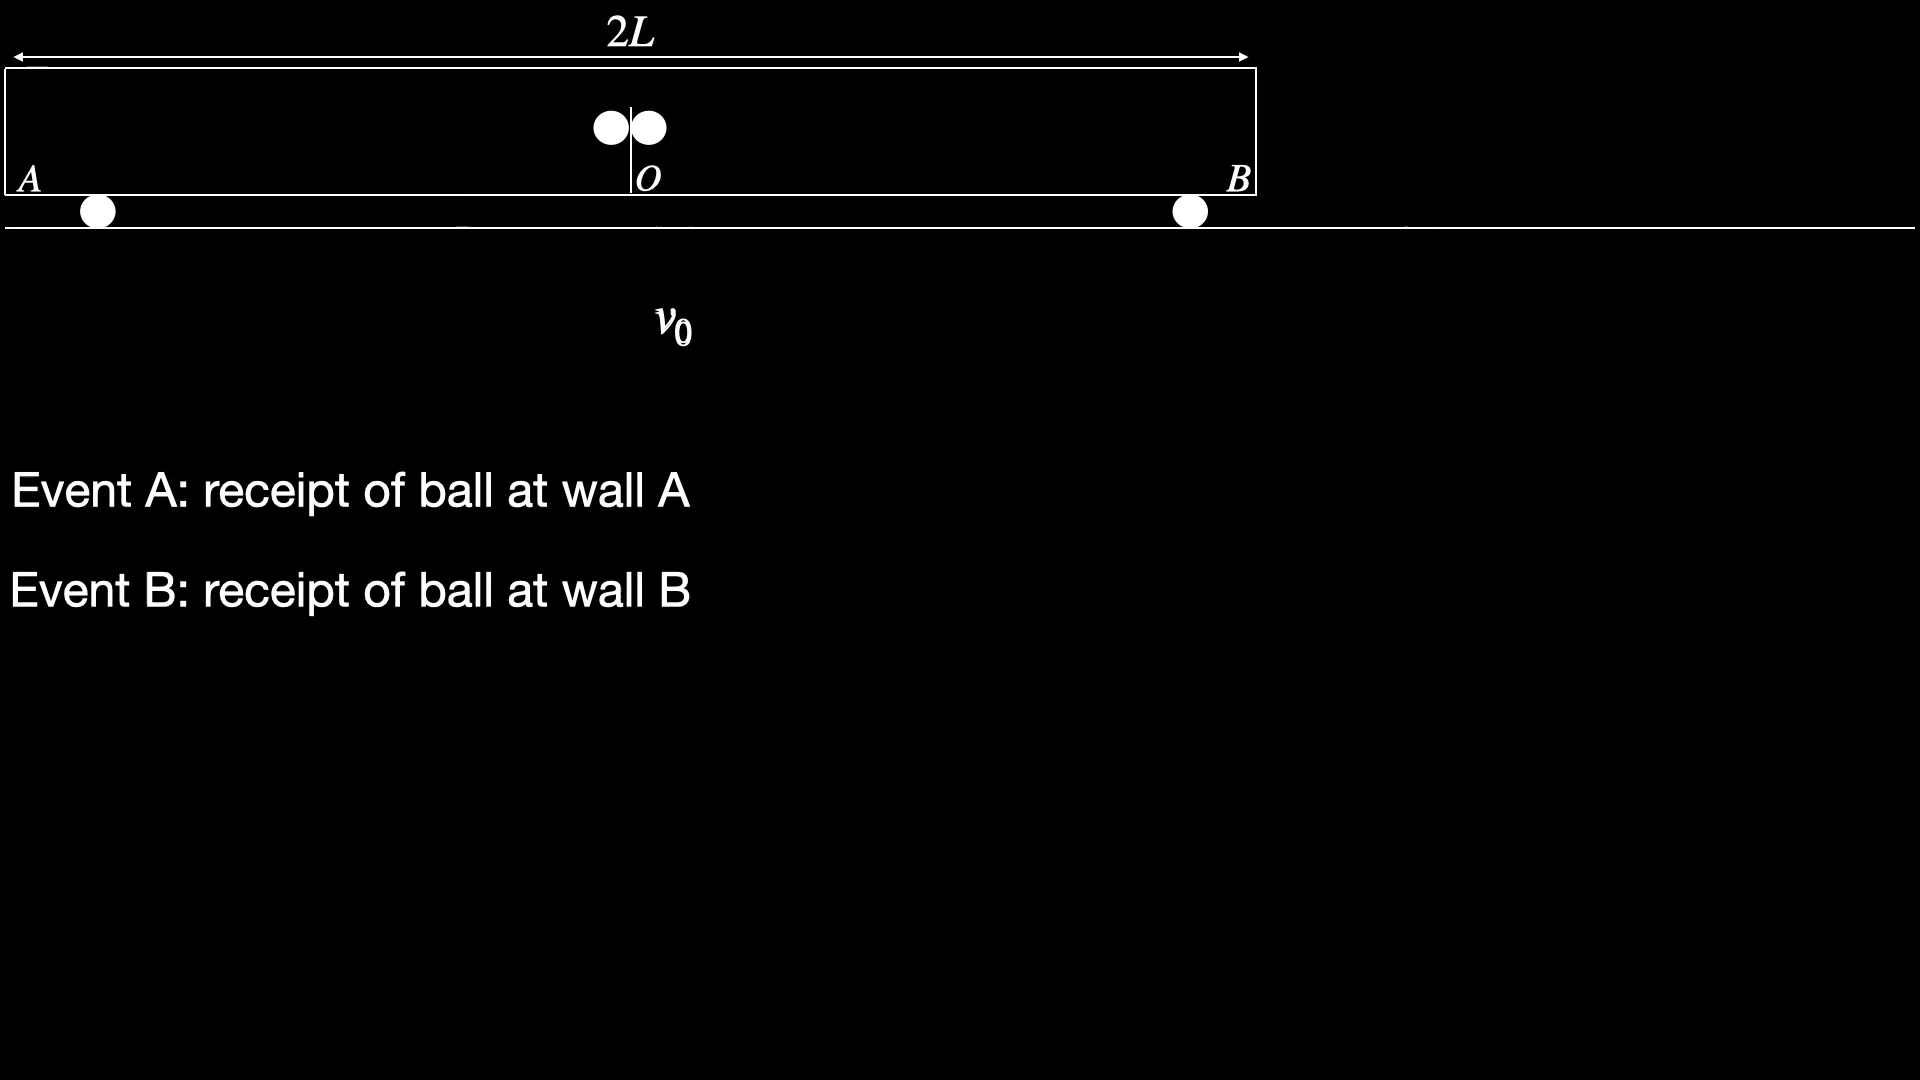 2L
A
O
B
v₀
Event A: receipt of ball at wall A
Event B: receipt of ball at wall B